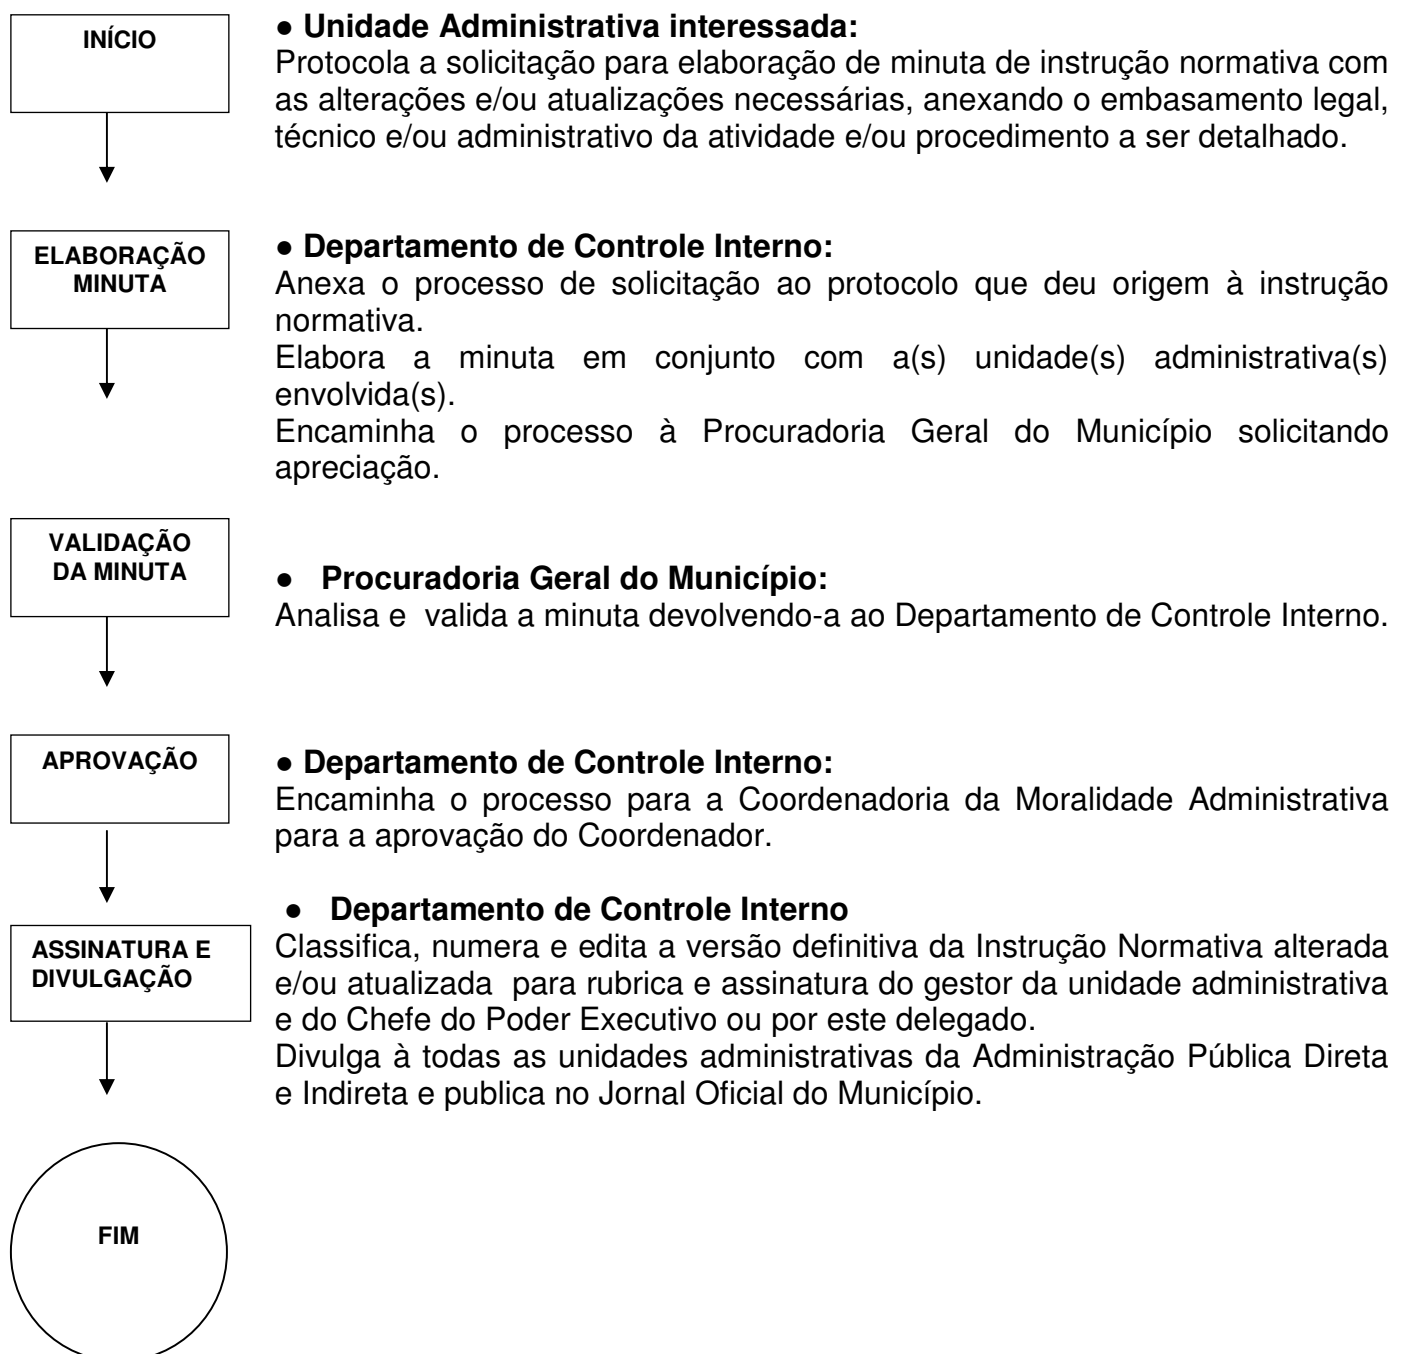 INÍCIO
● Unidade Administrativa interessada:
Protocola a solicitação para elaboração de minuta de instrução normativa com
as alterações e/ou atualizações necessárias, anexando o embasamento legal,
técnico e/ou administrativo da atividade e/ou procedimento a ser detalhado.
ELABORAÇÃO
MINUTA
● Departamento de Controle Interno:
Anexa o processo de solicitação ao protocolo que deu origem à instrução
normativa.
Elabora a minuta em conjunto com a(s) unidade(s) administrativa(s)
envolvida(s).
Encaminha o processo à Procuradoria Geral do Município solicitando
apreciação.
VALIDAÇÃO
DA MINUTA
● Procuradoria Geral do Município:
Analisa e valida a minuta devolvendo-a ao Departamento de Controle Interno.
APROVAÇÃO
● Departamento de Controle Interno:
Encaminha o processo para a Coordenadoria da Moralidade Administrativa
para a aprovação do Coordenador.
ASSINATURA E
DIVULGAÇÃO
● Departamento de Controle Interno
Classifica, numera e edita a versão definitiva da Instrução Normativa alterada
e/ou atualizada para rubrica e assinatura do gestor da unidade administrativa
e do Chefe do Poder Executivo ou por este delegado.
Divulga à todas as unidades administrativas da Administração Pública Direta
e Indireta e publica no Jornal Oficial do Município.
FIM